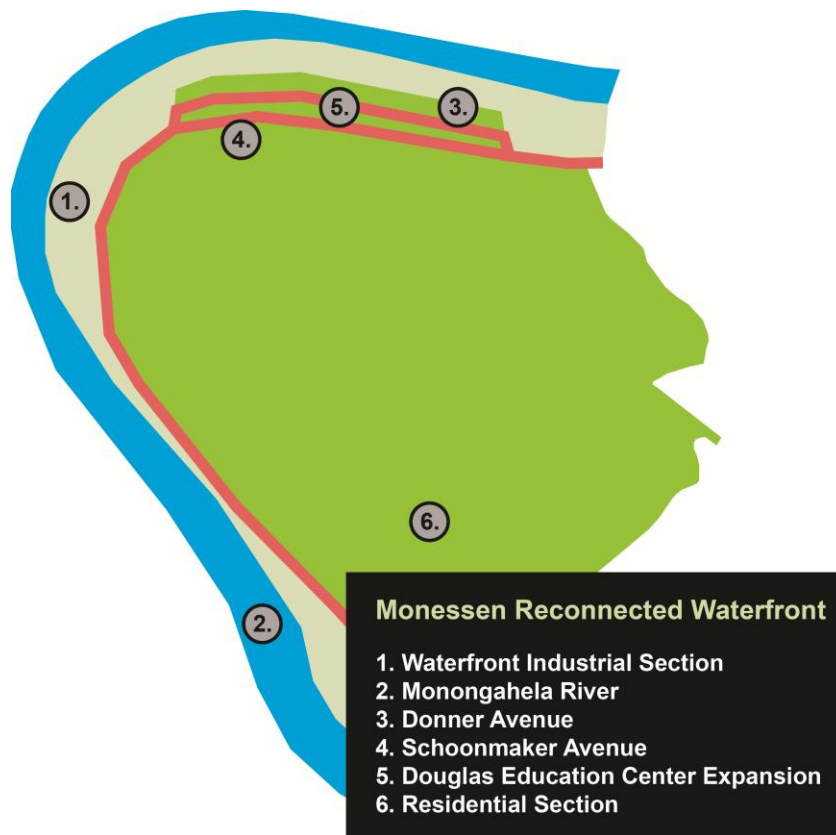 3.
5.
4.
1.
6.
2.
Monessen Reconnected Waterfront
1. Waterfront Industrial Section
2. Monongahela River
3. Donner Avenue
4. Schoonmaker Avenue
5. Douglas Education Center Expansion
6. Residential Section